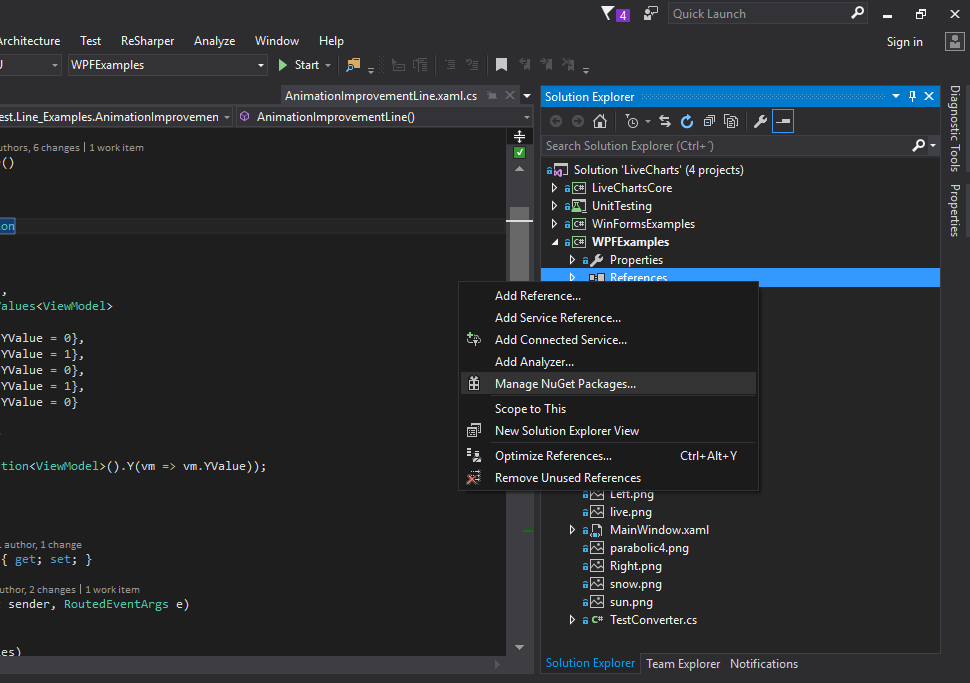 4
Quick Launch
Architecture Test ReSharper Analyze Window Help
Sign in
WPFExamples
Start
AnimationImprovementLine.xaml.cs
est.Line_Examples.AnimationImprovemen
AnimationImprovementLine()
uthors, 6 changes | 1 work item
()
on
,
alues<ViewModel>
YValue = 0},
YValue = 1},
YValue = 0},
YValue = 1},
YValue = 0}
tion<ViewModel>().Y(vm => vm.YValue));
author, 1 change
{ get; set; }
uthor, 2 changes | 1 work item
sender, RoutedEventArgs e)
es)
Solution Explorer
Search Solution Explorer (Ctrl+´)
Solution 'LiveCharts' (4 projects)
C# LiveChartsCore
UnitTesting
C# WinFormsExamples
C# WPFExamples
Properties
References
Add Reference...
Add Service Reference...
Add Connected Service...
Add Analyzer...
Manage NuGet Packages...
Scope to This
New Solution Explorer View
Optimize References... Ctrl+Alt+Y
Remove Unused References
Left.png
live.png
MainWindow.xaml
parabolic4.png
Right.png
snow.png
sun.png
C# TestConverter.cs
Solution Explorer Team Explorer Notifications
Diagnostic Tools
Properties